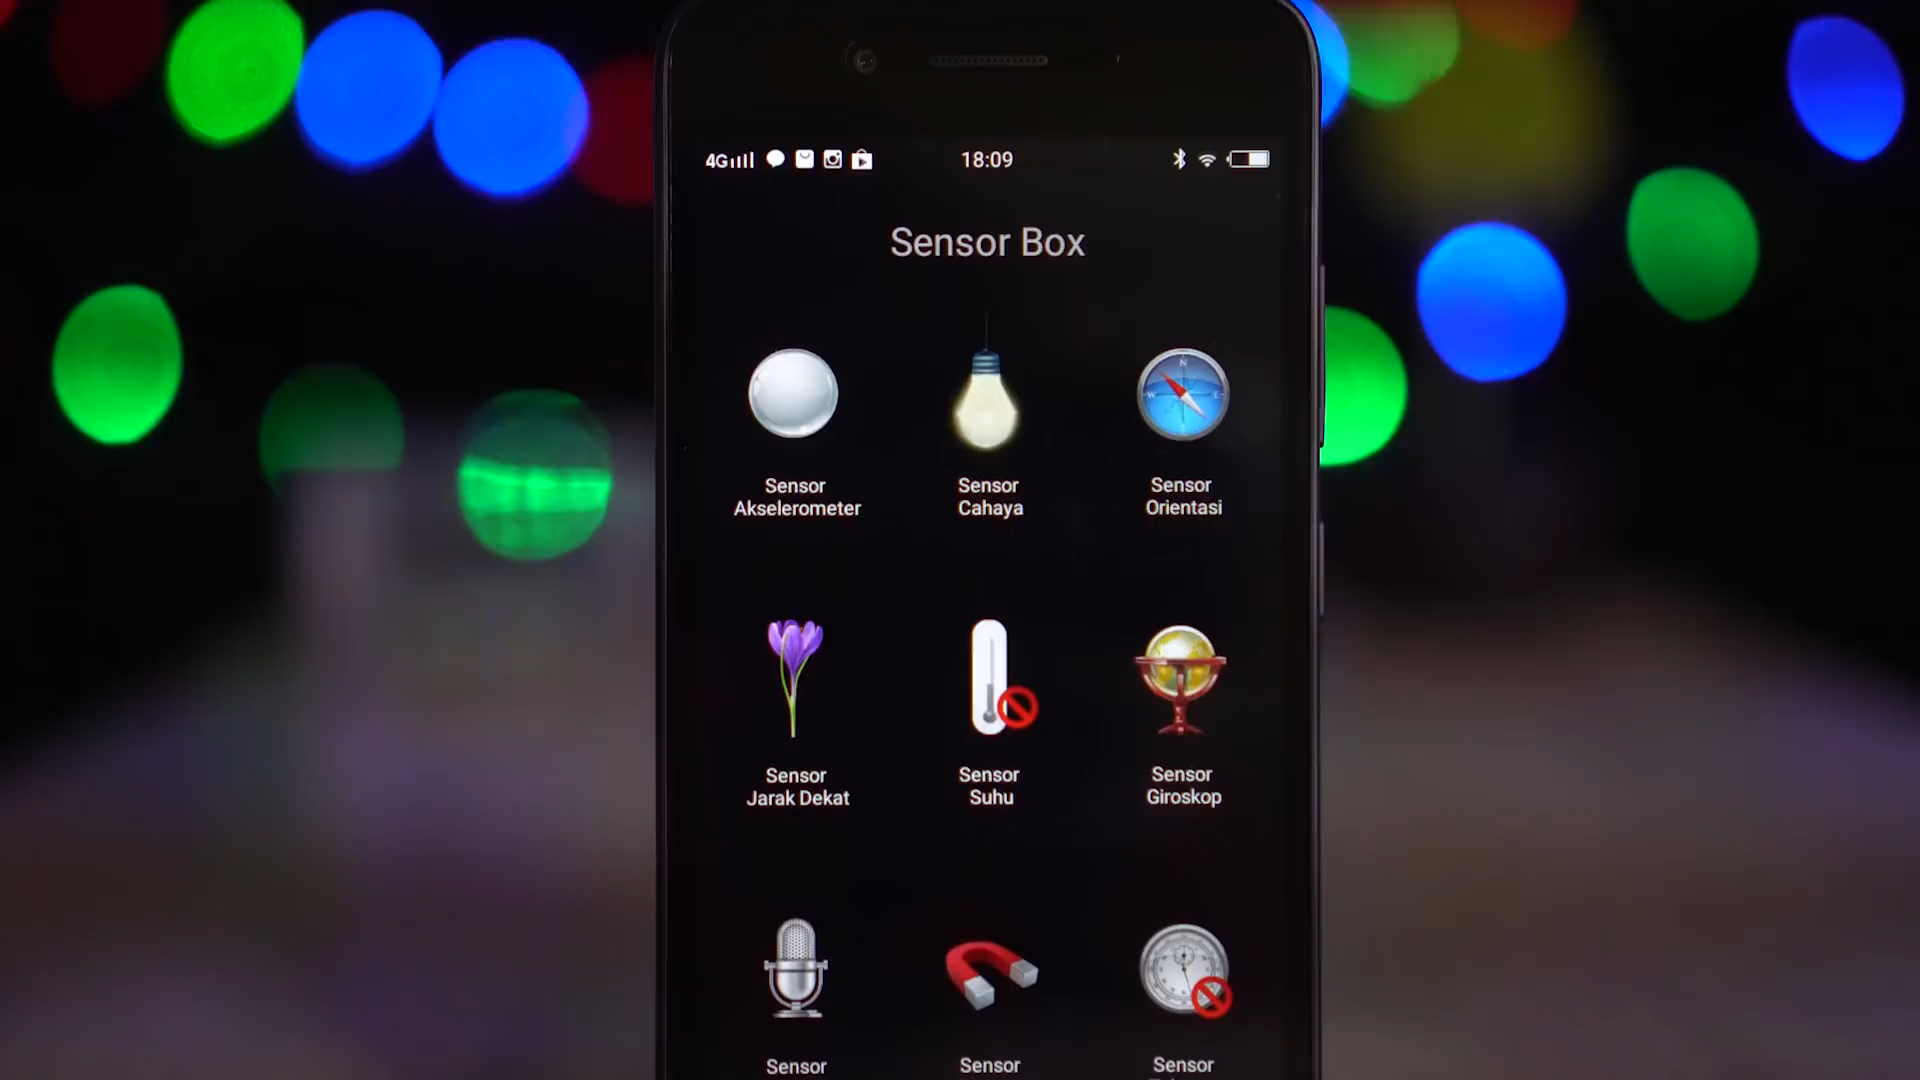 4G
18:09
Sensor Box
Sensor
Akselerometer
Sensor
Cahaya
Sensor
Orientasi
Sensor
Jarak Dekat
Sensor
Suhu
Sensor
Giroskop
Sensor
Sensor
Sensor